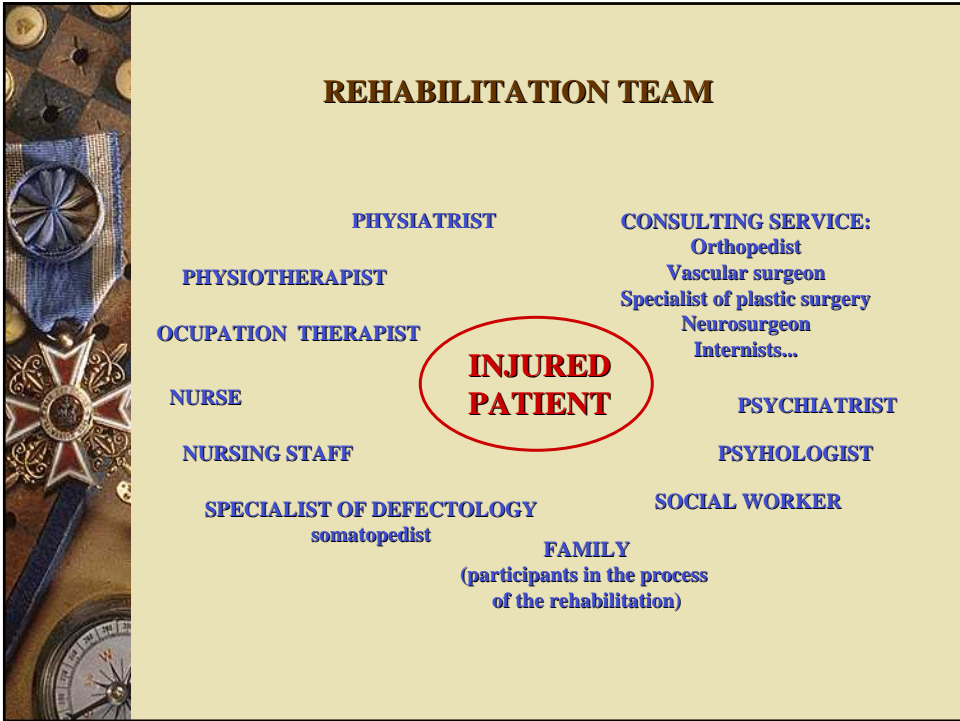 REHABILITATION TEAM
PHYSIATRIST
PHYSIOTHERAPIST
OCUPATION THERAPIST
NURSE
NURSING STAFF
SPECIALIST OF DEFECTOLOGY
somatopedist
INJURED
PATIENT
CONSULTING SERVICE:
Orthopedist
Vascular surgeon
Specialist of plastic surgery
Neurosurgeon
Internists...
PSYCHIATRIST
PSYHOLOGIST
SOCIAL WORKER
FAMILY
(participants in the process
of the rehabilitation)